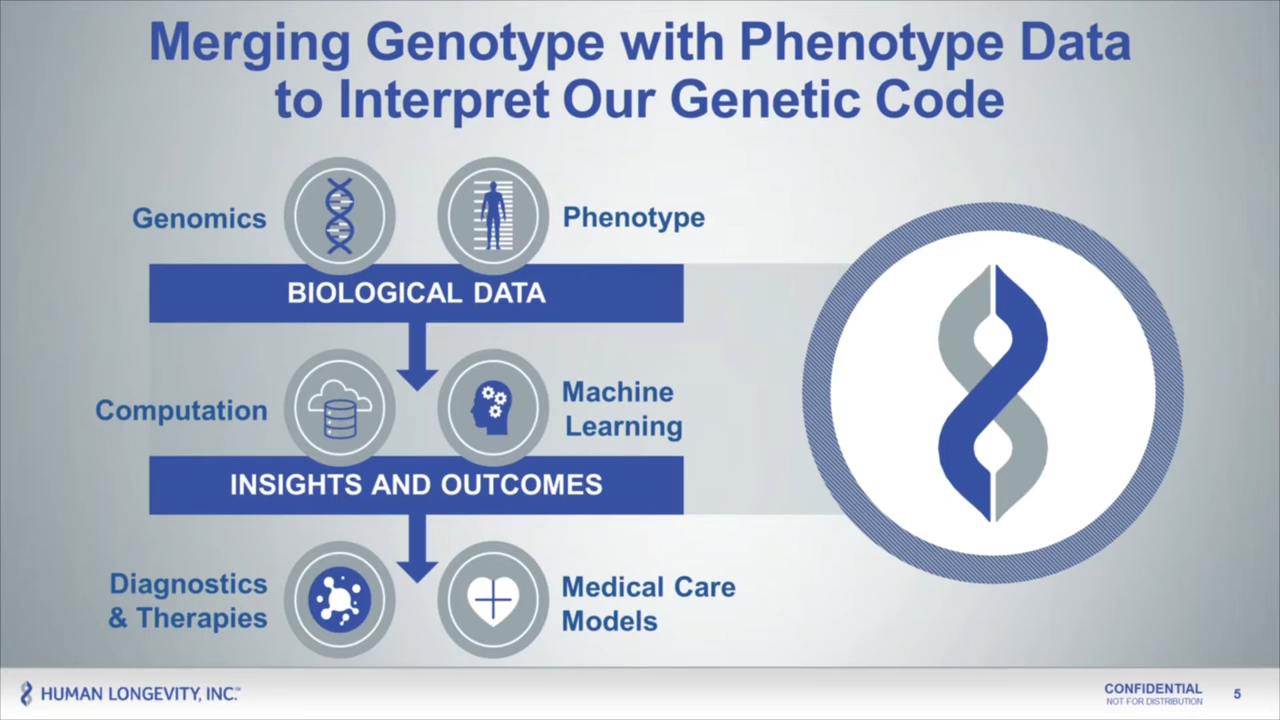 Merging Genotype with Phenotype Data
to Interpret Our Genetic Code
Genomics
Phenotype
BIOLOGICAL DATA
Computation
Machine
Learning
INSIGHTS AND OUTCOMES
Diagnostics
& Therapies
Medical Care
Models
HUMAN LONGEVITY, INC.
CONFIDENTIAL
NOT FOR DISTRIBUTION
5